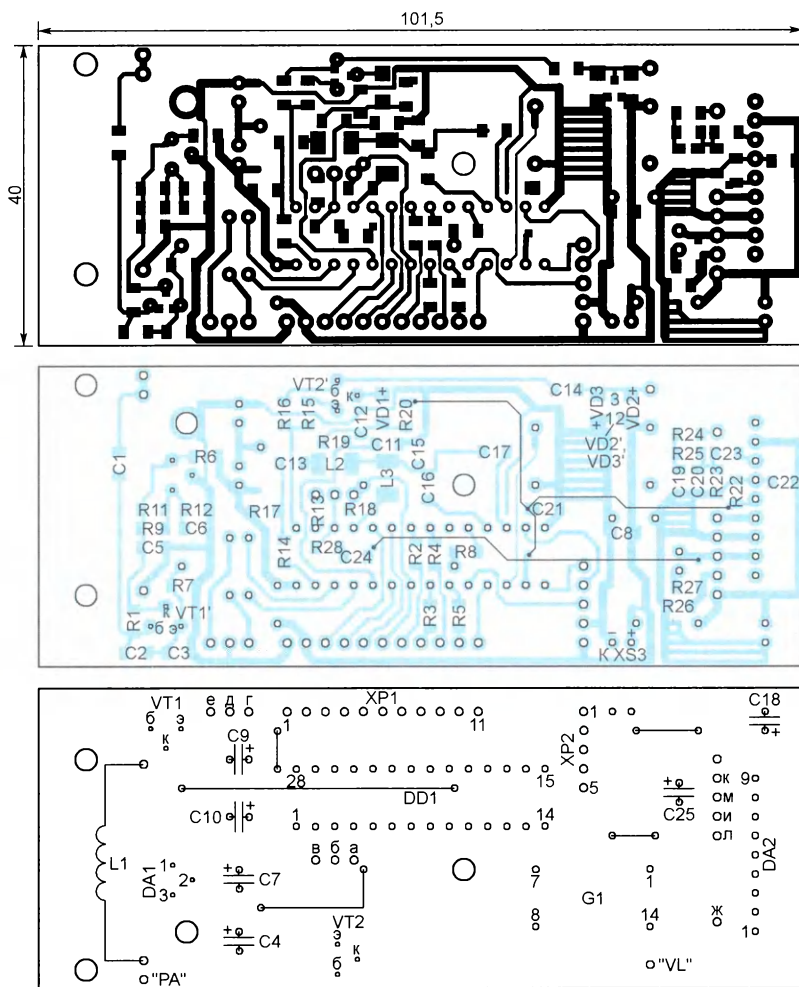 101,5
40
VT2'
б
э
к
R16
R15
C12
VD1+
R20
C14
+VD3
3
12
VD2+
VD2'
VD3'
R24
R25
C23
C19
C20
R23
R22
C22
C1
R6
R19
C11
C13
L2
C15
C17
L3
C16
R11
R12
R9
C6
C5
R17
R13
R18
C21
C8
R14
R28
C24
R2
R4
R8
R7
R27
R26
R1
к
VT1'
б э
R3
R5
C2
C3
К XS3
–
+
VT1
б
э
к
е д г
XP1
1
11
C18
+
C9
+
XP2
1
5
28
15
DD1
C10
+
1
14
C25
+
к
м
и
л
9
DA2
L1
в б а
DA1
1
2
3
C7
+
7
1
G1
8
14
ж
1
C4
+
VT2
э
к
б
"PA"
"VL"